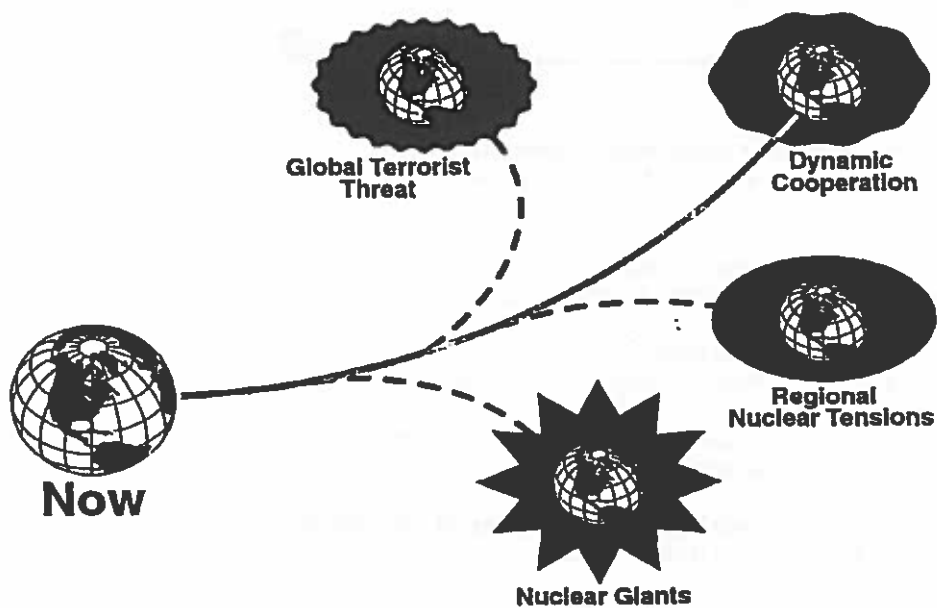 Global Terrorist
Threat
Dynamic
Cooperation
Regional
Nuclear Tensions
Now
Nuclear Giants